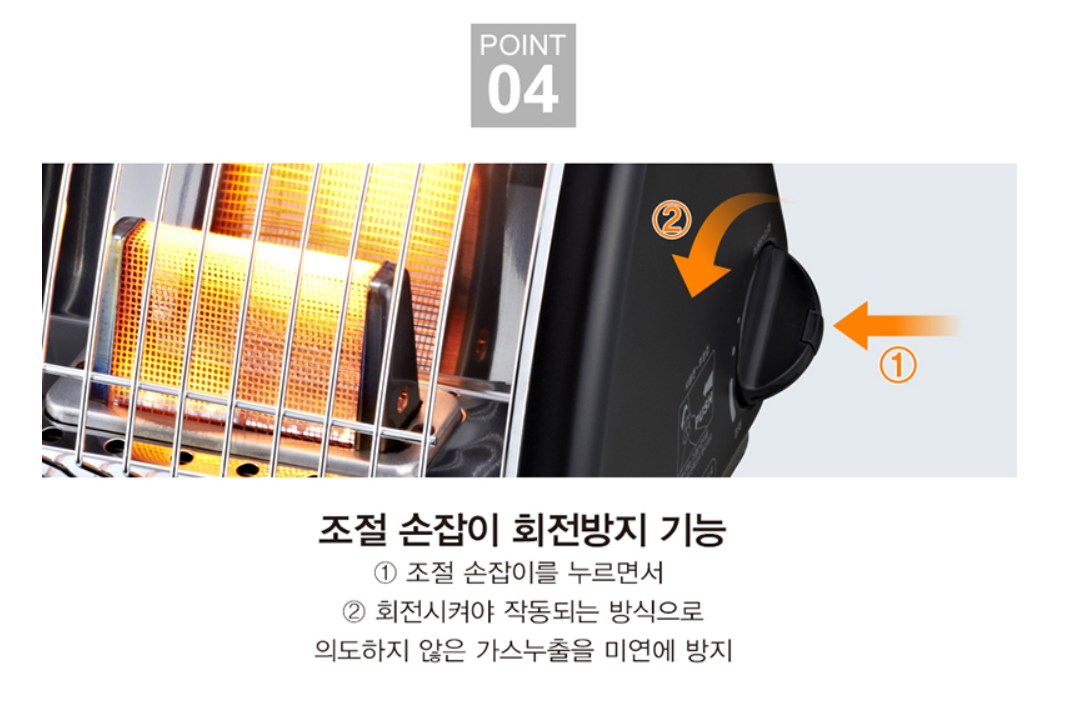 POINT
04
②
①
조절 손잡이 회전방지 기능
① 조절 손잡이를 누르면서
② 회전시켜야 작동되는 방식으로
의도하지 않은 가스누출을 미연에 방지